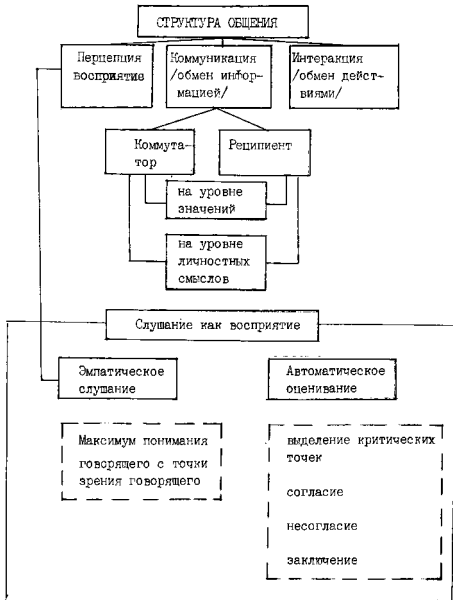 СТРУКТУРА ОБЩЕНИЯ
Перцепция
восприятие
Коммуникация
/обмен инфор-
мацией/
Интеракция
/обмен дейст-
виями/
Коммута-
тор
Реципиент
на уровне
значений
на уровне
личностных
смыслов
Слушание как восприятие
Эмпатическое
слушание
Автоматическое
оценивание
Максимум понимания
говорящего с точки
зрения говорящего
выделение критических
точек
согласие
несогласие
заключение